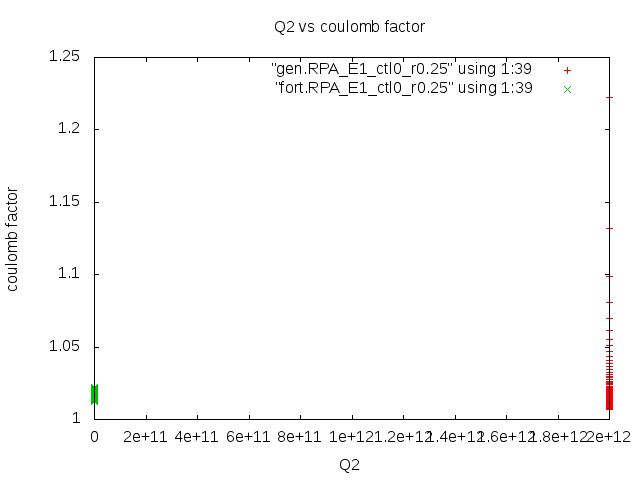 Q2 vs coulomb factor
"gen.RPA_E1_ctl0_r0.25" using 1:39
"fort.RPA_E1_ctl0_r0.25" using 1:39
1.25
1.2
1.15
1.1
1.05
1
coulomb factor
0 2e+11 4e+11 6e+11 8e+11 1e+12 1.2e+12 1.4e+12 1.6e+12 1.8e+12 2e+12
Q2